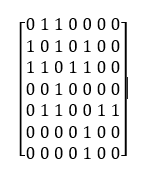 0 1 1 0 0 0 0
1 0 1 0 1 0 0
1 1 0 1 1 0 0
0 0 1 0 0 0 0
0 1 1 0 0 1 1
0 0 0 0 1 0 0
0 0 0 0 1 0 0